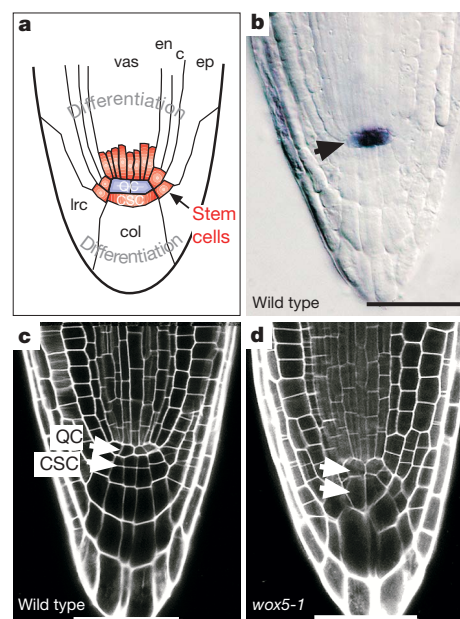 a
en
c
vas
ep
Differentiation
QC
CSC
lrc
Stem
cells
col
Differentiation
b
Wild type
c
QC
CSC
Wild type
d
wox5-1